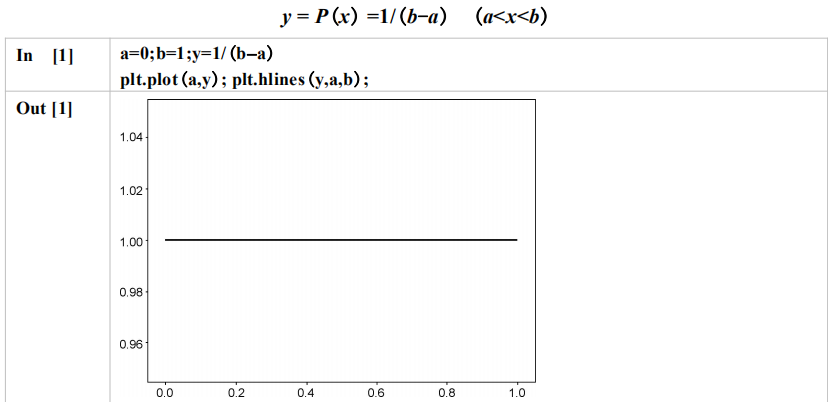 y = P(x) =1/(b−a) (a<x<b)
In [1]
a=0;b=1;y=1/(b−a)
plt.plot(a,y); plt.hlines(y,a,b);
Out [1]
1.04
1.02
1.00
0.98
0.96
0.0 0.2 0.4 0.6 0.8 1.0